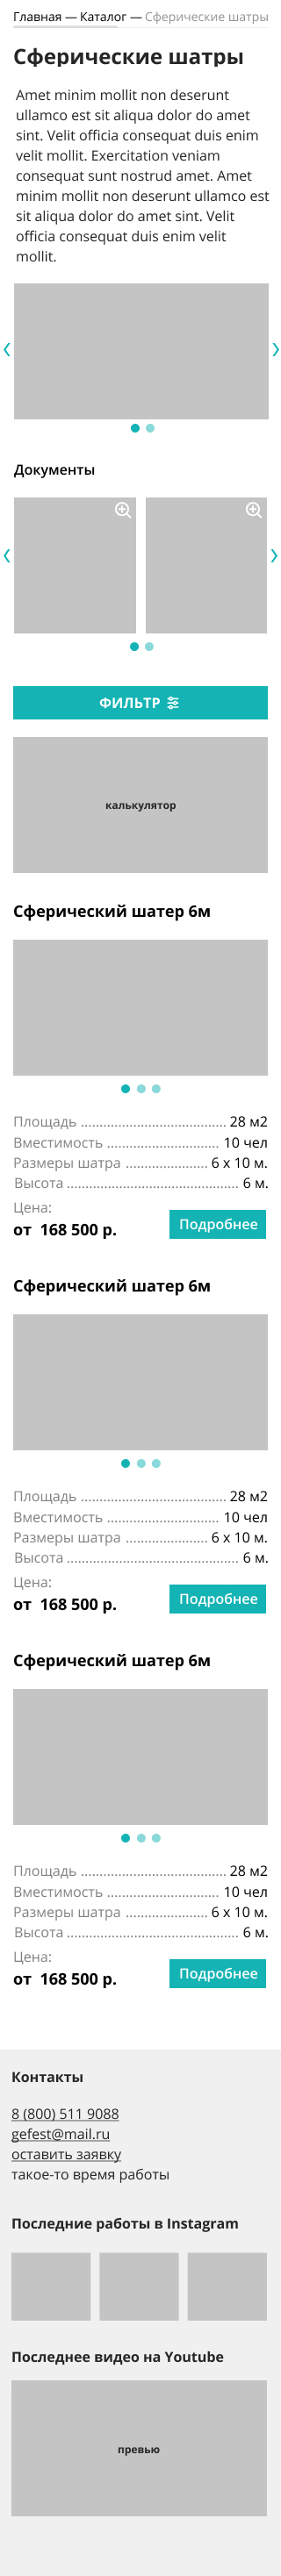 Главная — Каталог — Сферические шатры
Сферические шатры
Amet minim mollit non deserunt
ullamco est sit aliqua dolor do amet
sint. Velit officia consequat duis enim
velit mollit. Exercitation veniam
consequat sunt nostrud amet. Amet
minim mollit non deserunt ullamco est
sit aliqua dolor do amet sint. Velit
officia consequat duis enim velit
mollit.
Документы
ФИЛЬТР
калькулятор
Сферический шатер 6м
Площадь ..................................... 28 м2
Вместимость ............................ 10 чел
Размеры шатра ..................... 6 х 10 м.
Высота ........................................... 6 м.
Цена:
от 168 500 р.
Подробнее
Сферический шатер 6м
Площадь ..................................... 28 м2
Вместимость ............................ 10 чел
Размеры шатра ..................... 6 х 10 м.
Высота ........................................... 6 м.
Цена:
от 168 500 р.
Подробнее
Сферический шатер 6м
Площадь ..................................... 28 м2
Вместимость ............................ 10 чел
Размеры шатра ..................... 6 х 10 м.
Высота ........................................... 6 м.
Цена:
от 168 500 р.
Подробнее
Контакты
8 (800) 511 9088
gefest@mail.ru
оставить заявку
такое-то время работы
Последние работы в Instagram
Последнее видео на Youtube
превью